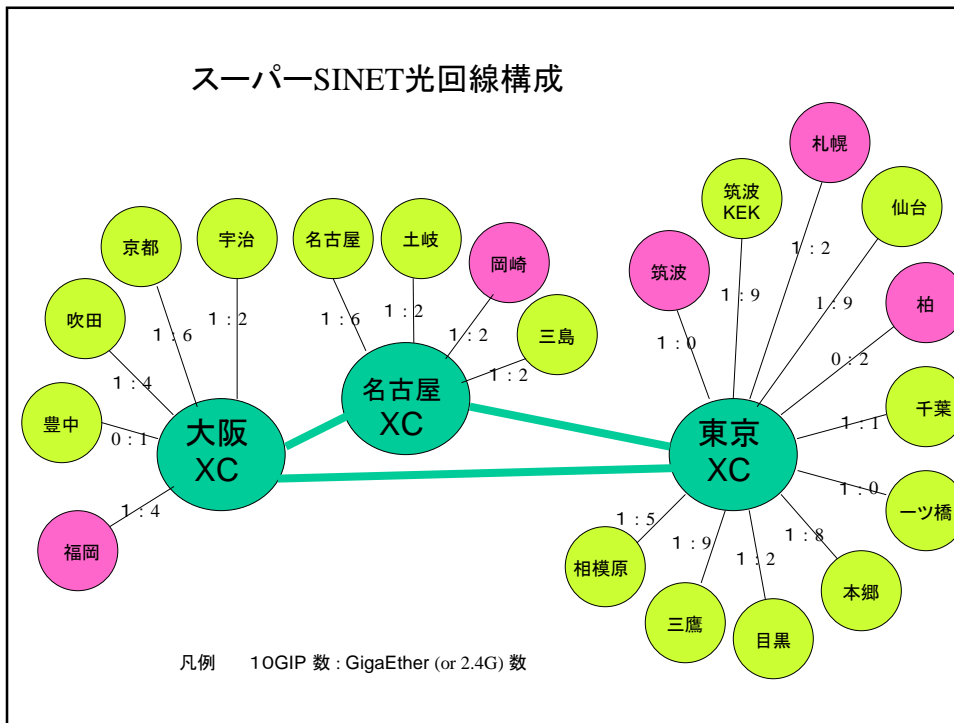 スーパーSINET光回線構成
札幌
筑波
KEK
仙台
京都
宇治
名古屋
土岐
岡崎
筑波
柏
吹田
三島
豊中
千葉
福岡
一ツ橋
相模原
三鷹
目黒
本郷
大阪
XC
名古屋
XC
東京
XC
1:6
1:2
1:4
0:1
1:4
1:6
1:2
1:2
1:2
1:0
1:9
1:2
1:9
0:2
1:1
1:0
1:8
1:2
1:9
1:5
凡例 10GIP 数 : GigaEther (or 2.4G) 数